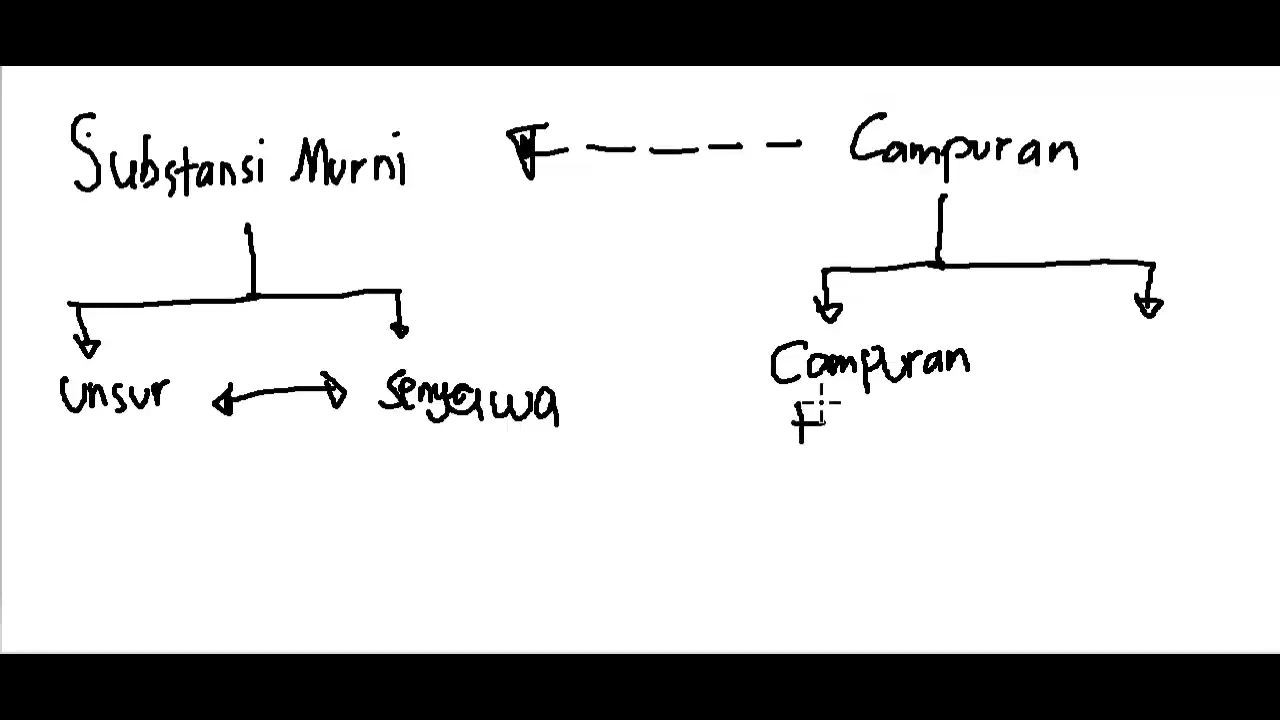 Substansi Murni
Campuran
unsur
senyawa
Campuran